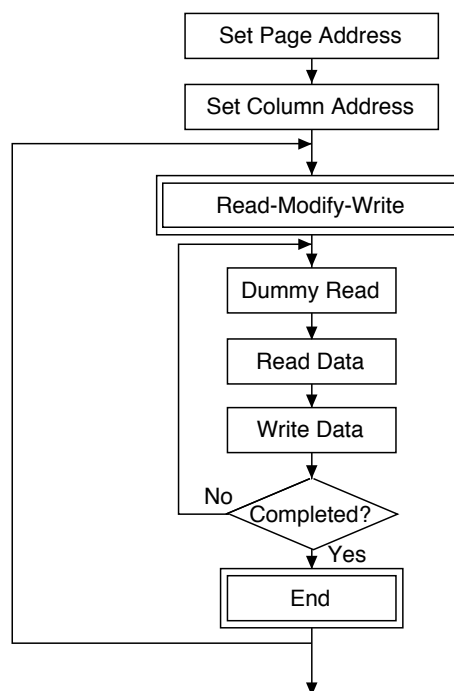 Set Page Address
Set Column Address
Read-Modify-Write
Dummy Read
Read Data
Write Data
No
Completed?
Yes
End